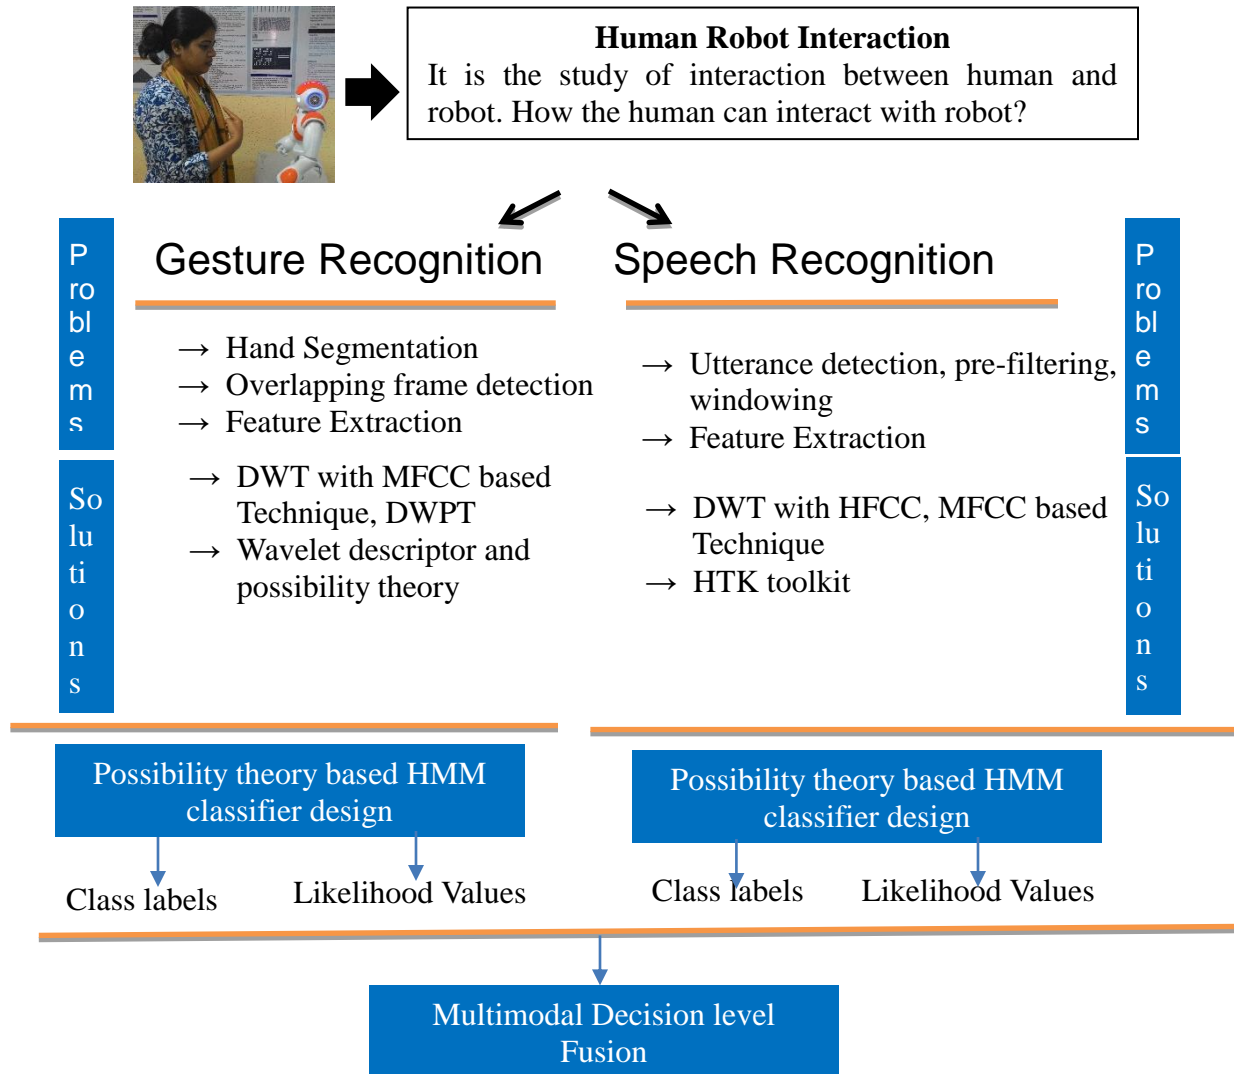 Human Robot Interaction
It is the study of interaction between human and
robot. How the human can interact with robot?
P
ro
bl
e
m
s
Gesture Recognition
→ Hand Segmentation
→ Overlapping frame detection
→ Feature Extraction
So
lu
ti
o
n
s
→ DWT with MFCC based
Technique, DWPT
→ Wavelet descriptor and
possibility theory
Speech Recognition
→ Utterance detection, pre-filtering,
windowing
→ Feature Extraction
P
ro
bl
e
m
s
→ DWT with HFCC, MFCC based
Technique
→ HTK toolkit
So
lu
ti
o
n
s
Possibility theory based HMM
classifier design
Class labels
Likelihood Values
Possibility theory based HMM
classifier design
Class labels
Likelihood Values
Multimodal Decision level
Fusion